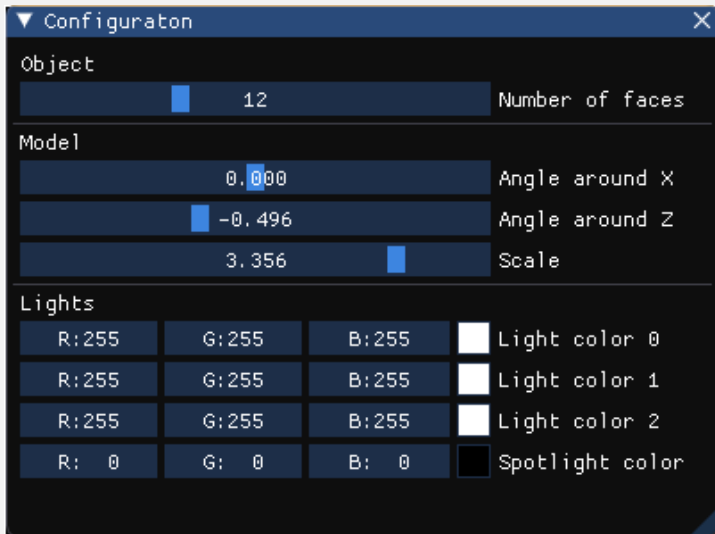 Configuraton
Object
12 Number of faces
Model
0.000 Angle around X
-0.496 Angle around Z
3.356 Scale
Lights
R:255 G:255 B:255 Light color 0
R:255 G:255 B:255 Light color 1
R:255 G:255 B:255 Light color 2
R: 0 G: 0 B: 0 Spotlight color